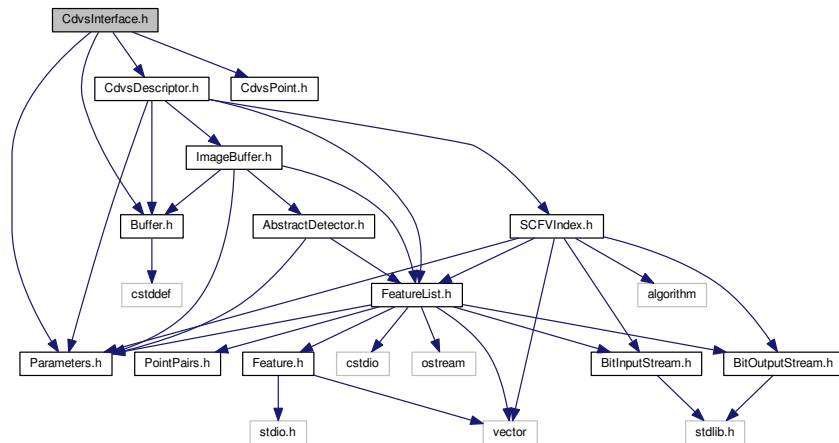 CdvsInterface.h
CdvsDescriptor.h
CdvsPoint.h
ImageBuffer.h
Buffer.h
AbstractDetector.h
SCFVIndex.h
cstddef
FeatureList.h
algorithm
Parameters.h
PointPairs.h
Feature.h
cstdio
ostream
BitInputStream.h
BitOutputStream.h
stdio.h
vector
stdlib.h